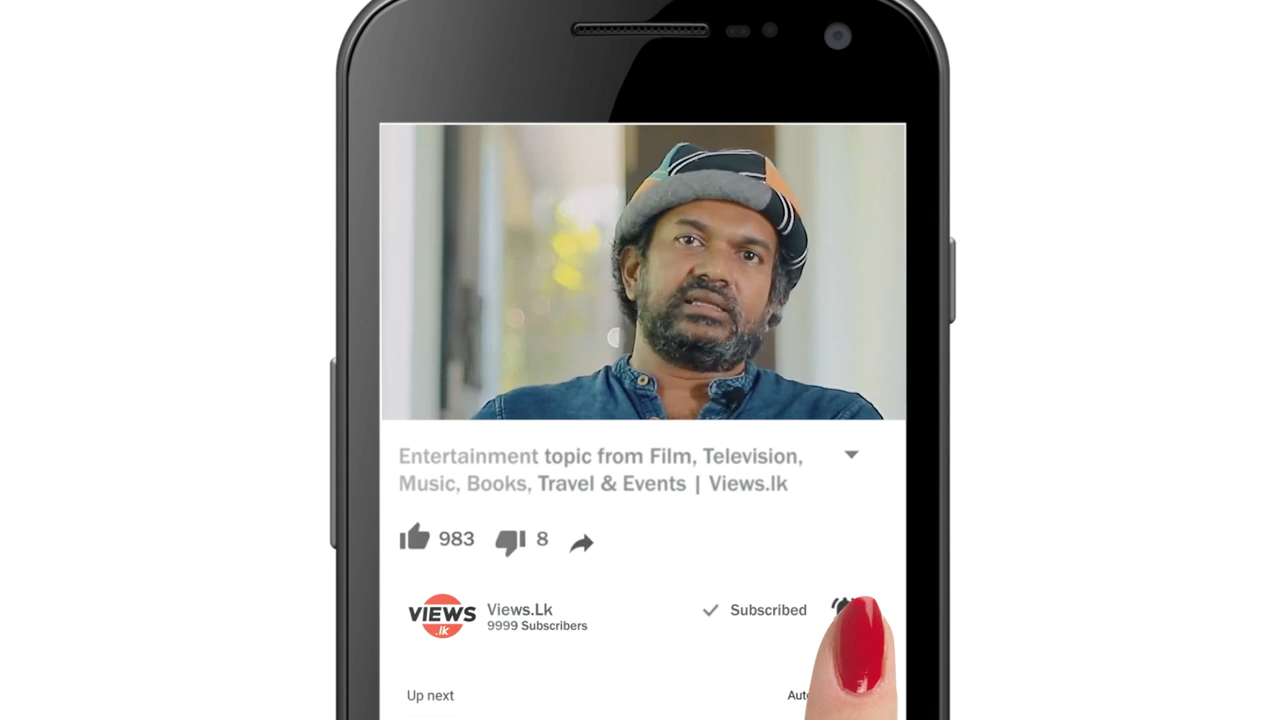 Entertainment topic from Film, Television,
Music, Books, Travel & Events | Views.lk
983 8
VIEWS
.lk
Views.Lk
9999 Subscribers
Subscribed
Up next